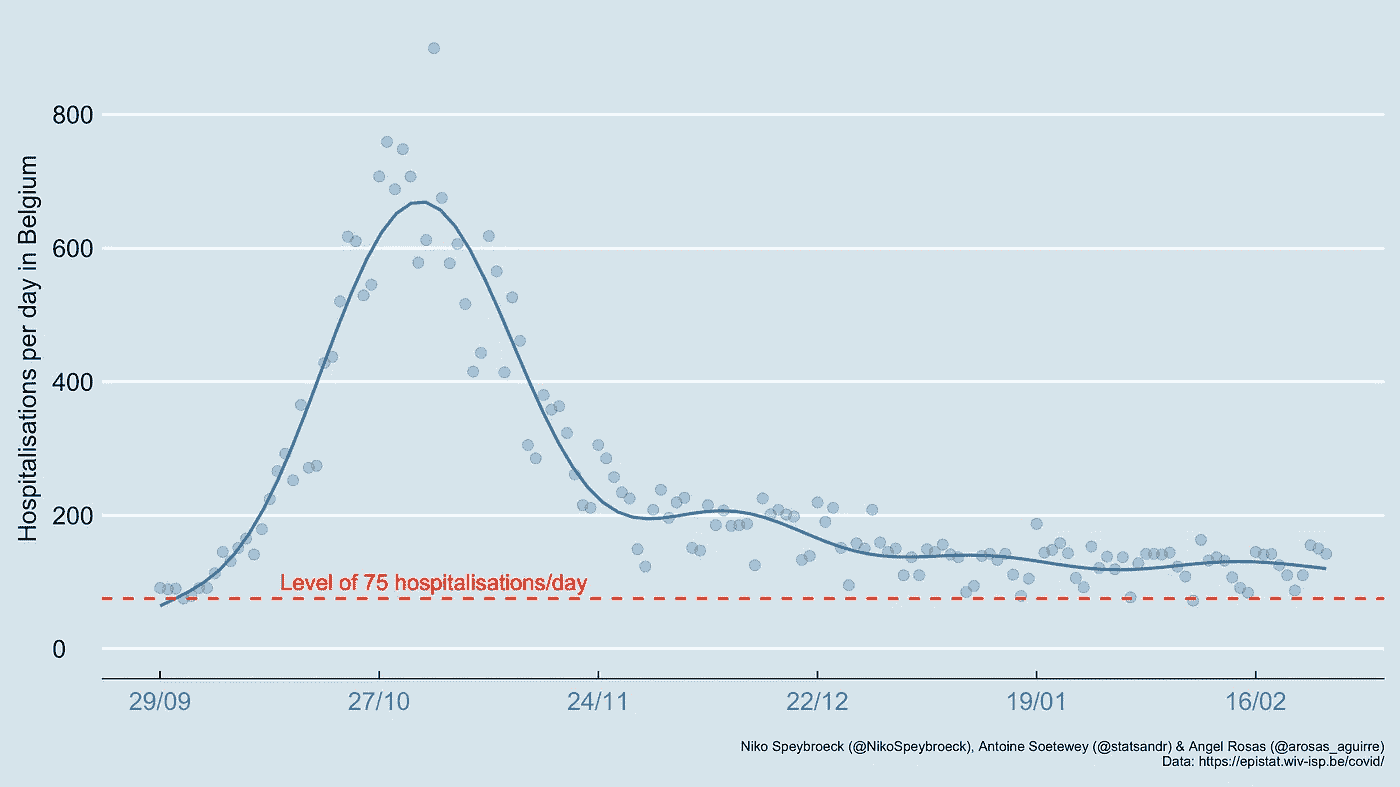 Hospitalisations per day in Belgium
800
600
400
200
0
Level of 75 hospitalisations/day
29/09 27/10 24/11 22/12 19/01 16/02
Niko Speybroeck (@NikoSpeybroeck), Antoine Soetewey (@statsandr) & Angel Rosas (@arosas_aguirre)
Data: https://epistat.wiv-isp.be/covid/